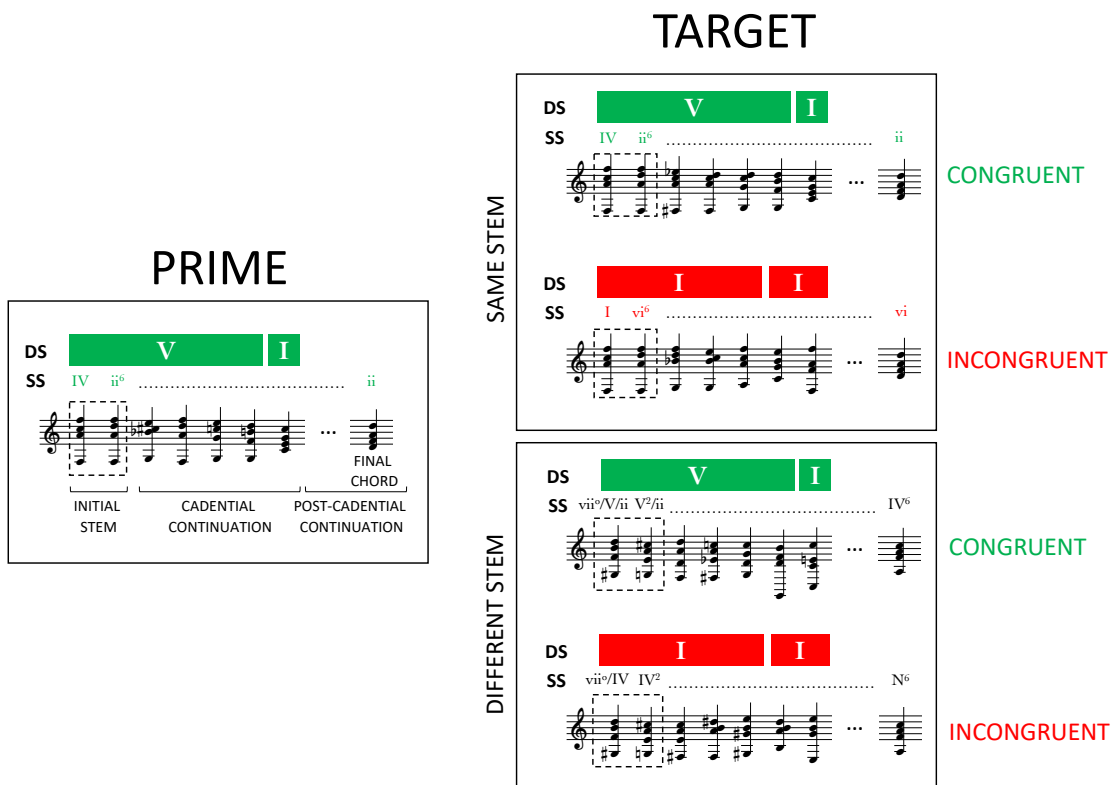 PRIME
DS V I
SS IV ii⁶ ........................................ ii
...
FINAL
CHORD
INITIAL
STEM
CADENTIAL
CONTINUATION
POST-CADENTIAL
CONTINUATION
TARGET
SAME STEM
DS V I
SS IV ii⁶ ........................................ ii
...
CONGRUENT
DS I I
SS I vi⁶ ........................................ vi
...
INCONGRUENT
DIFFERENT STEM
DS V I
SS viiº/V/ii V²/ii ........................................ IV⁶
...
CONGRUENT
DS I I
SS viiº/IV IV² ........................................ N⁶
...
INCONGRUENT